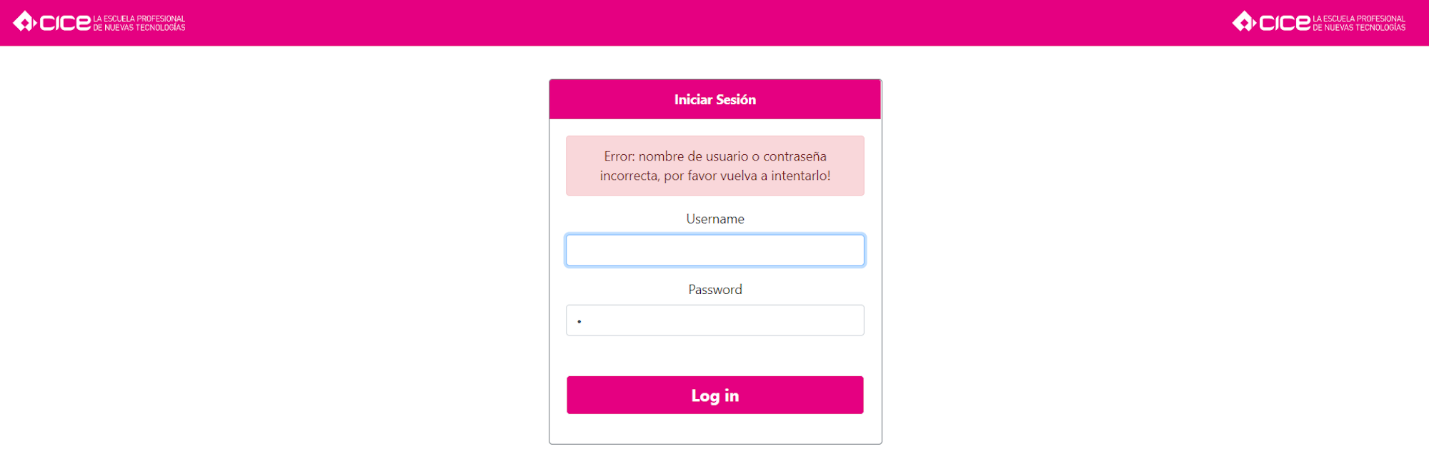 CICE LA ESCUELA PROFESIONAL
DE NUEVAS TECNOLOGÍAS
CICE LA ESCUELA PROFESIONAL
DE NUEVAS TECNOLOGÍAS
Iniciar Sesión
Error: nombre de usuario o contraseña
incorrecta, por favor vuelva a intentarlo!
Username
Password
Log in